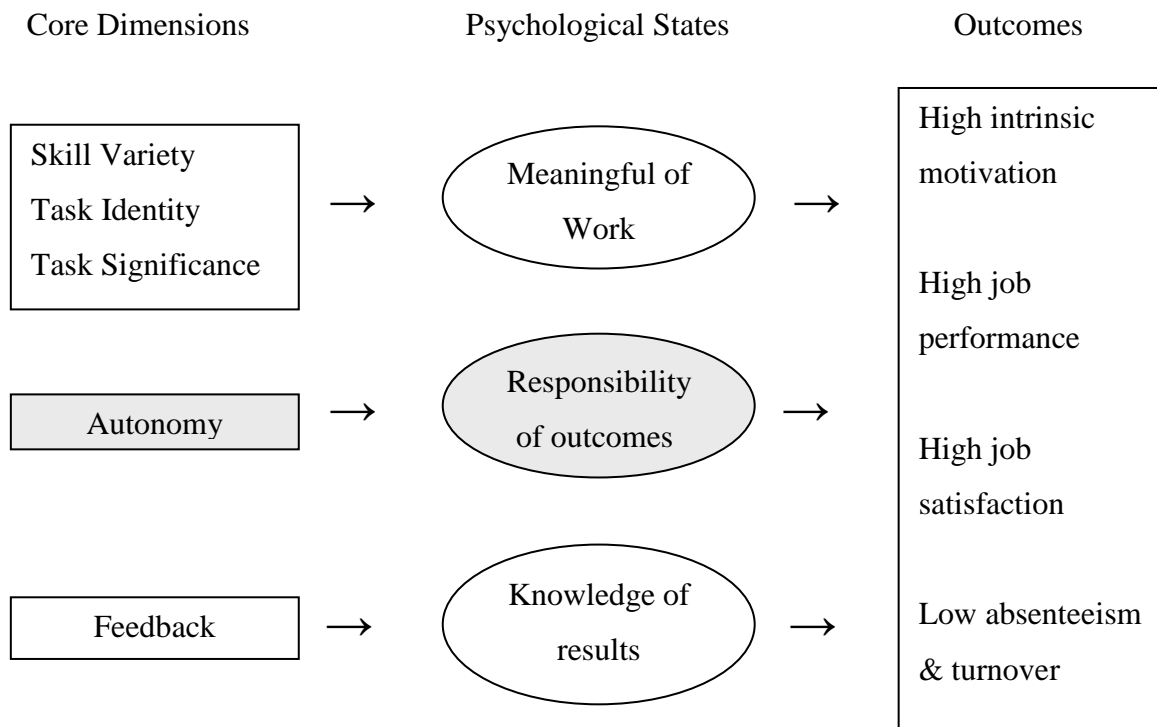 Core Dimensions
Psychological States
Outcomes
Skill Variety
Task Identity
Task Significance
→
Meaningful of
Work
→
Autonomy
→
Responsibility
of outcomes
→
Feedback
→
Knowledge of
results
→
High intrinsic
motivation
High job
performance
High job
satisfaction
Low absenteeism
& turnover